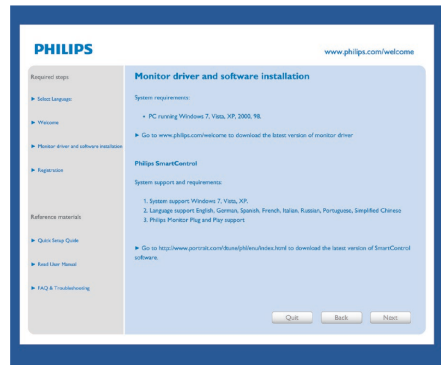 PHILIPS
www.philips.com/welcome
Required steps
► Select Language
► Welcome
► Monitor driver and software installation
► Registration
Reference materials
► Quick Setup Guide
► Read User Manual
► FAQ & Troubleshooting
Monitor driver and software installation
System requirements:
• PC running Windows 7, Vista, XP, 2000, 98.
► Go to www.philips.com/welcome to download the latest version of monitor driver
Philips SmartControl
System support and requirements:
1. System support Windows 7, Vista, XP.
2. Language support English, German, Spanish, French, Italian, Russian, Portuguese, Simplified Chinese
3. Philips Monitor Plug and Play support
► Go to http://www.portrait.com/dtune/phl/enu/index.html to download the latest version of SmartControl
software.
Quit
Back
Next